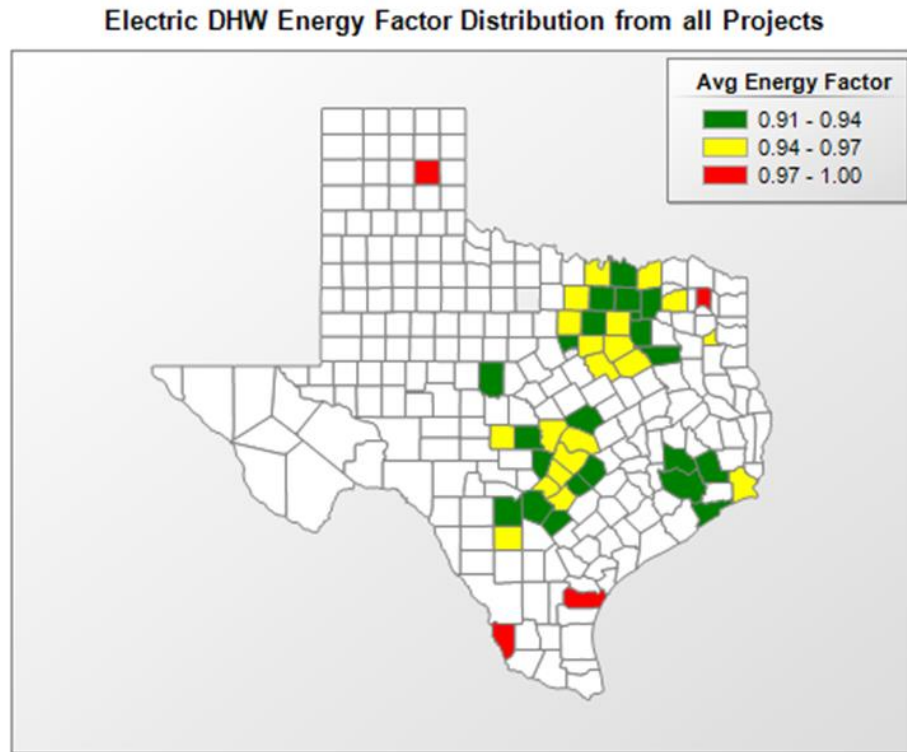 Electric DHW Energy Factor Distribution from all Projects
Avg Energy Factor
0.91 - 0.94
0.94 - 0.97
0.97 - 1.00